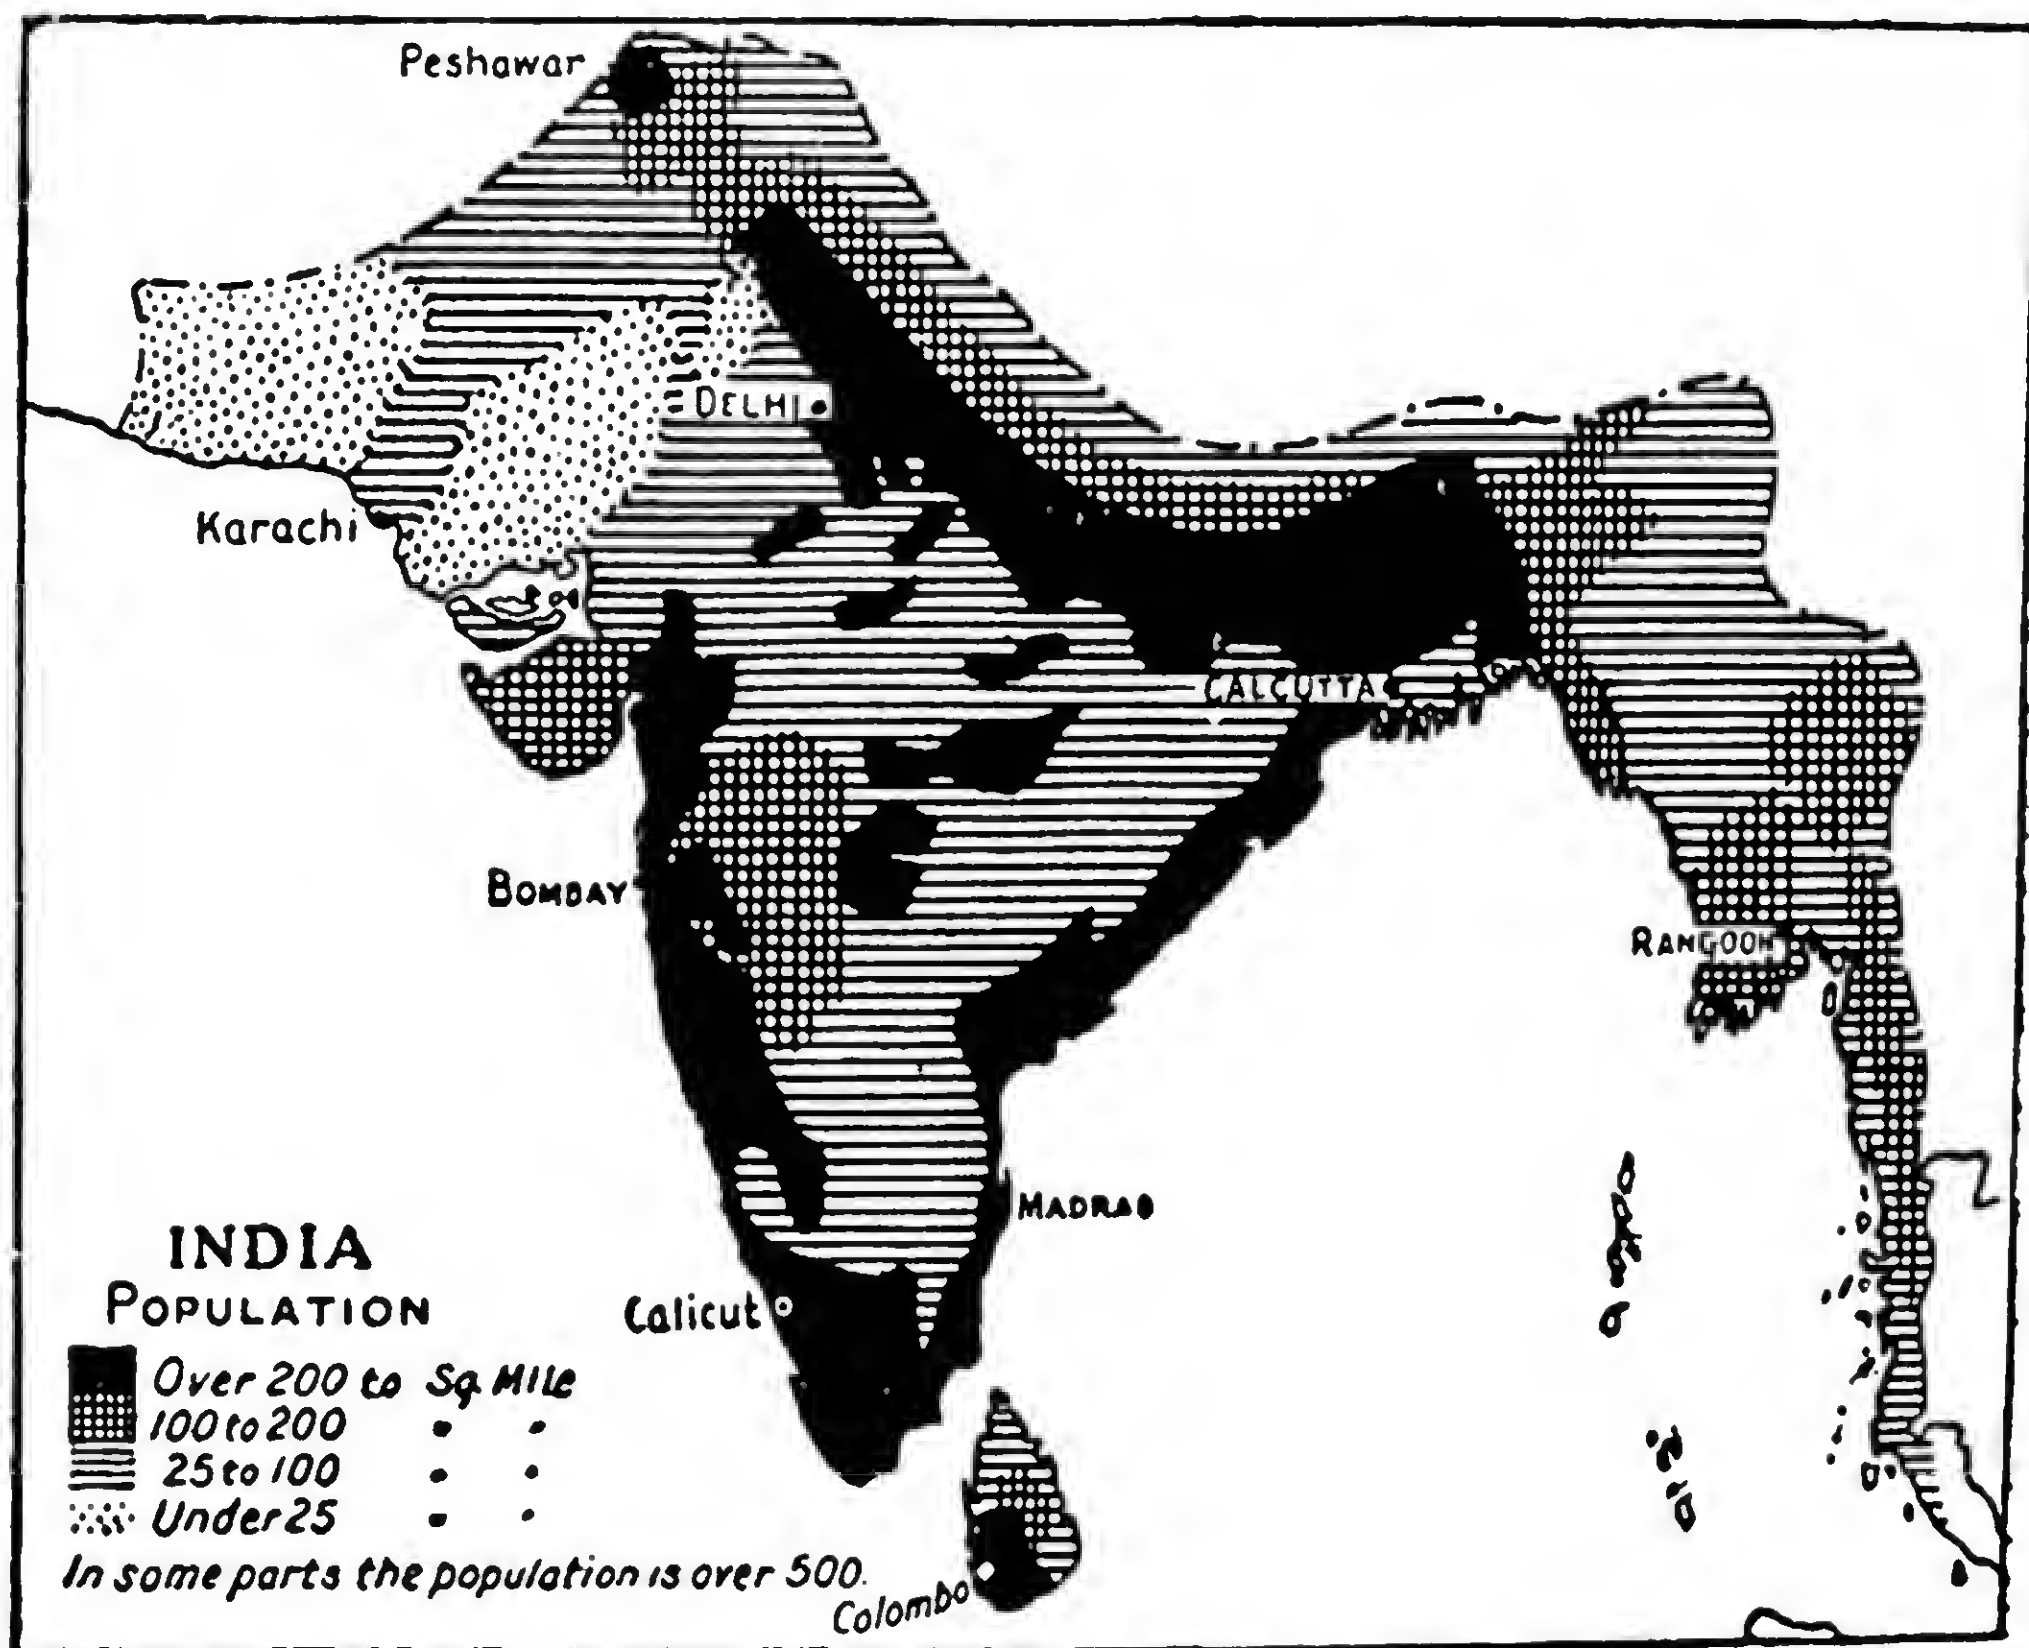 Peshawar
DELHI
Karachi
CALCUTTA
BOMBAY
RANGOON
MADRAS
Calicut
INDIA
POPULATION
Over 200 to Sq. Mile
100 to 200 " "
25 to 100 " "
Under 25 " "
In some parts the population is over 500.
Colombo